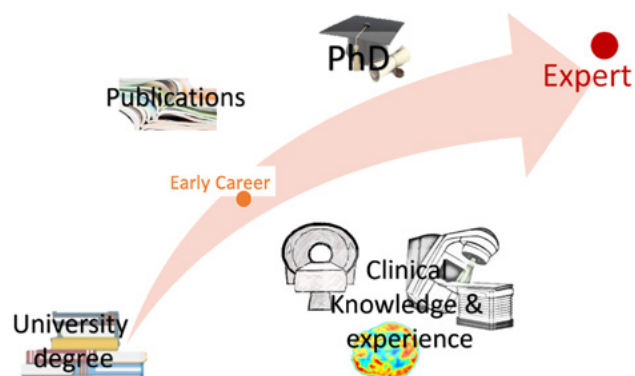 PhD
Expert
Publications
Early Career
Clinical
Knowledge &
experience
University
degree